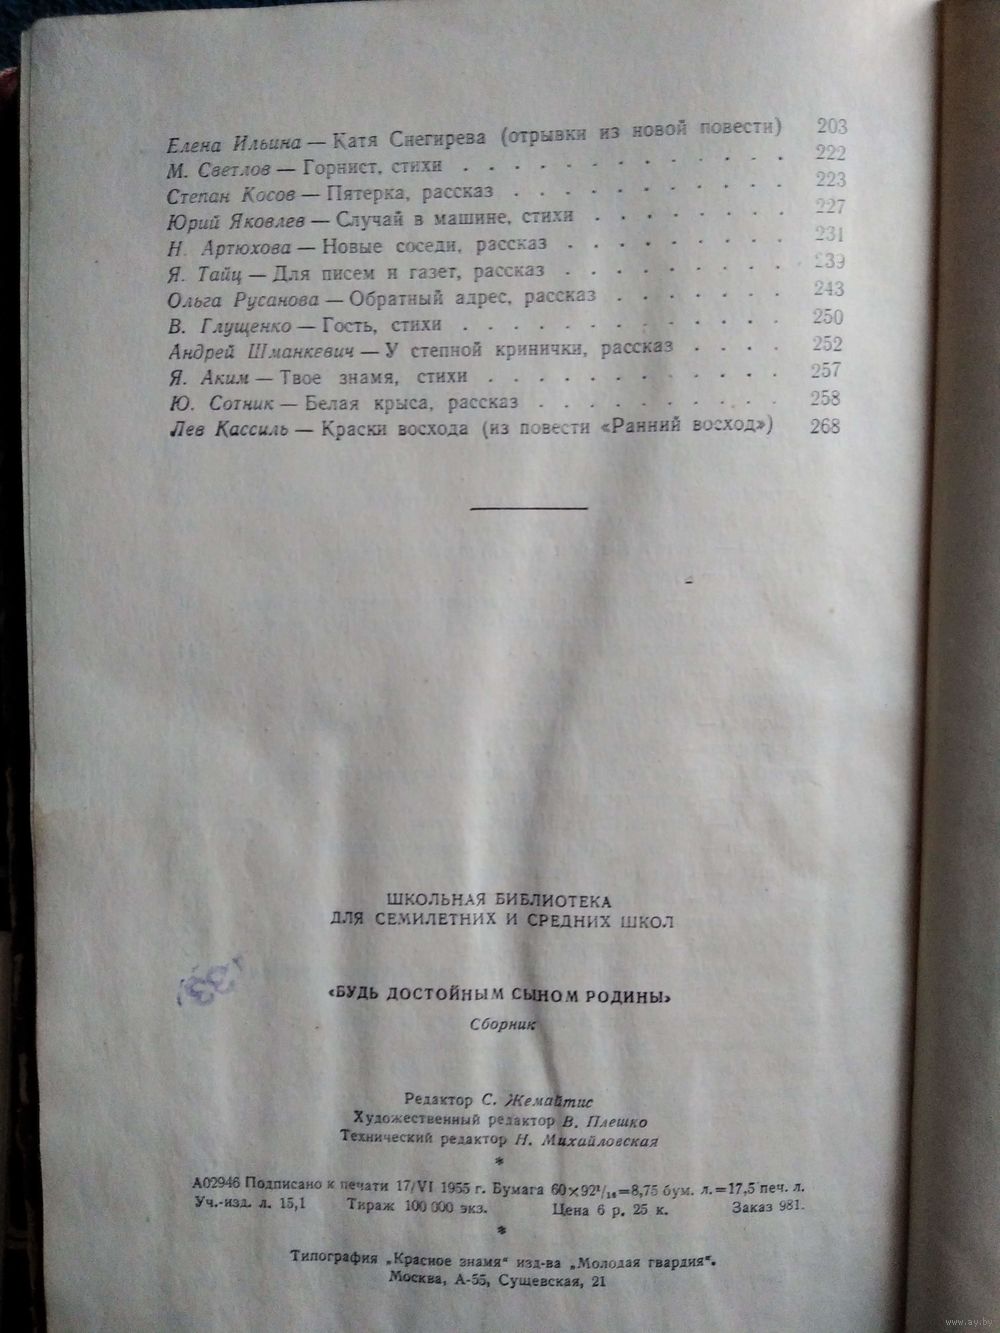 Елена Ильина — Катя Снегирева (отрывки из новой повести) 203
М. Светлов — Горнист, стихи . . . . . . . . . . . . 222
Степан Косов — Пятерка, рассказ . . . . . . . . . . . 223
Юрий Яковлев — Случай в машине, стихи . . . . . . . . 227
Н. Артюхова — Новые соседи, рассказ . . . . . . . . . 231
Я. Тайц — Для писем и газет, рассказ . . . . . . . . . 239
Ольга Русанова — Обратный адрес, рассказ . . . . . . . 243
В. Глущенко — Гость, стихи . . . . . . . . . . . . . 250
Андрей Шманкевич — У степной кринички, рассказ . . . . 252
Я. Аким — Твое знамя, стихи . . . . . . . . . . . . 257
Ю. Сотник — Белая крыса, рассказ . . . . . . . . . . 258
Лев Кассиль — Краски восхода (из повести «Ранний восход») 268
ШКОЛЬНАЯ БИБЛИОТЕКА
ДЛЯ СЕМИЛЕТНИХ И СРЕДНИХ ШКОЛ
«БУДЬ ДОСТОЙНЫМ СЫНОМ РОДИНЫ»
Сборник
Редактор С. Жемайтис
Художественный редактор В. Плешко
Технический редактор Н. Михайловская
*
А02946 Подписано к печати 17/VI 1955 г. Бумага 60×92¹/₁₆=8,75 бум. л.=17,5 печ. л.
Уч.-изд. л. 15,1 Тираж 100 000 экз. Цена 6 р. 25 к. Заказ 981.
*
Типография „Красное знамя" изд-ва „Молодая гвардия".
Москва, А-55, Сущевская, 21
www.ay.by